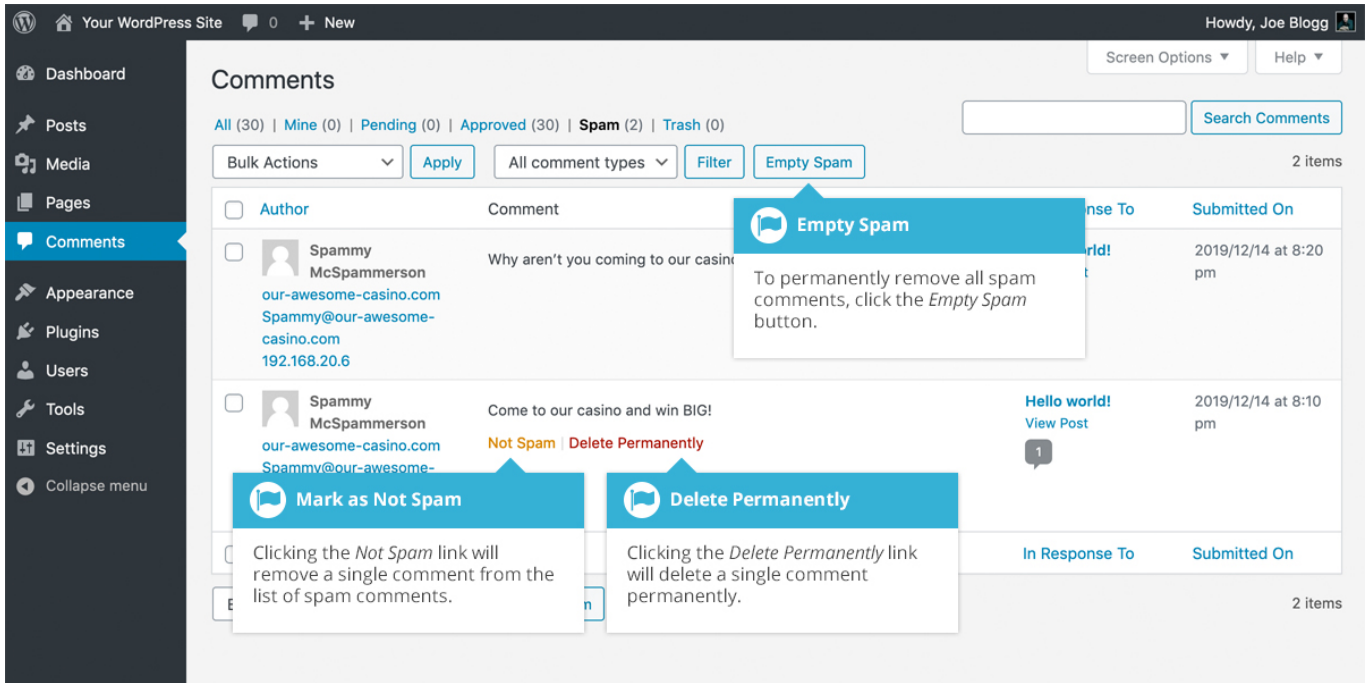 Your WordPress Site 0 + New Howdy, Joe Blogg
Screen Options ▼ Help ▼
Dashboard
Posts
Media
Pages
Comments
Appearance
Plugins
Users
Tools
Settings
Collapse menu
Comments
All (30) | Mine (0) | Pending (0) | Approved (30) | Spam (2) | Trash (0)
Search Comments
Bulk Actions Apply All comment types Filter Empty Spam 2 items
Author Comment nse To Submitted On
Spammy
McSpammerson
our-awesome-casino.com
Spammy@our-awesome-
casino.com
192.168.20.6
Why aren't you coming to our casino
rld!
t
2019/12/14 at 8:20
pm
Empty Spam
To permanently remove all spam
comments, click the Empty Spam
button.
Spammy
McSpammerson
our-awesome-casino.com
Spammy@our-awesome-
Come to our casino and win BIG!
Not Spam | Delete Permanently
Hello world!
View Post
1
2019/12/14 at 8:10
pm
Mark as Not Spam
Clicking the Not Spam link will
remove a single comment from the
list of spam comments.
Delete Permanently
Clicking the Delete Permanently link
will delete a single comment
permanently.
In Response To Submitted On
2 items